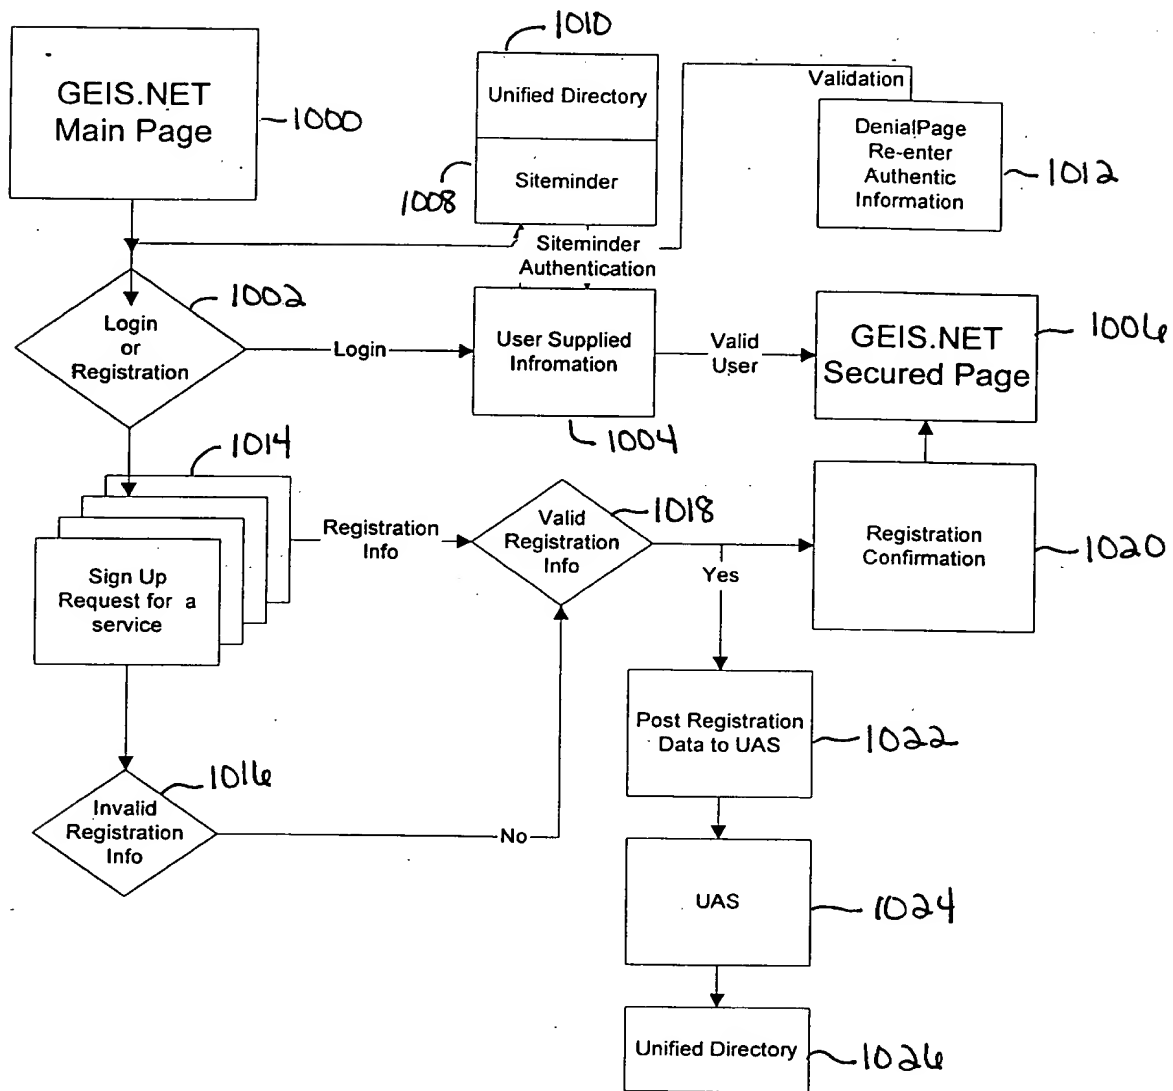 1010
GEIS.NET
Main Page
1000
Unified Directory
Validation
DenialPage
Re-enter
Authentic
Information
1012
1008
Siteminder
Siteminder
Authentication
1002
Login
or
Registration
Login
User Supplied
Infromation
Valid
User
GEIS.NET
Secured Page
1006
1004
1014
Registration
Info
Valid
Registration
Info
1018
Registration
Confirmation
1020
Yes
Sign Up
Request for a
service
Post Registration
Data to UAS
1022
1016
Invalid
Registration
Info
No
UAS
1024
Unified Directory
1026